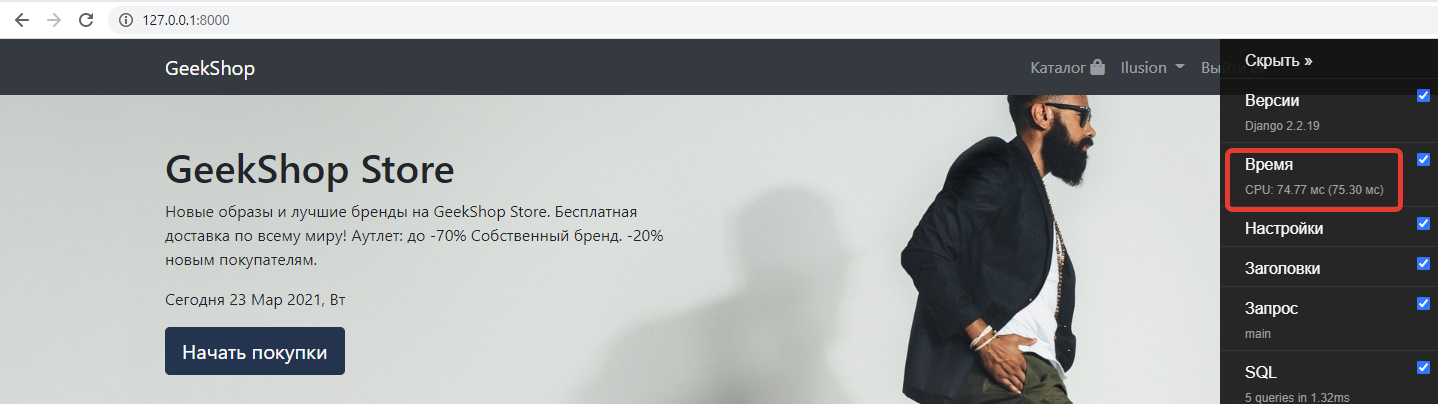 127.0.0.1:8000
GeekShop
Каталог
Ilusion
Вы
Скрыть »
Версии
Django 2.2.19
Время
CPU: 74.77 мс (75.30 мс)
Настройки
Заголовки
Запрос
main
SQL
5 queries in 1.32ms
GeekShop Store
Новые образы и лучшие бренды на GeekShop Store. Бесплатная
доставка по всему миру! Аутлет: до -70% Собственный бренд. -20%
новым покупателям.
Сегодня 23 Мар 2021, Вт
Начать покупки